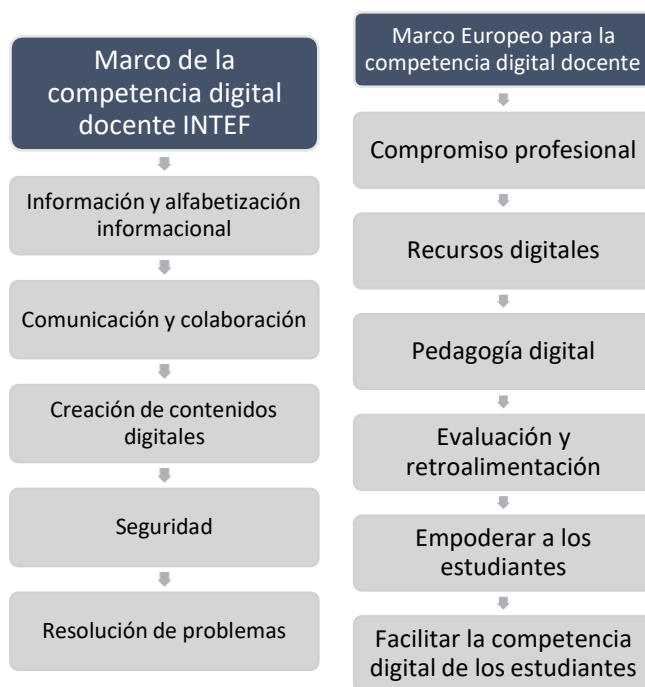 Marco de la
competencia digital
docente INTEF
Información y alfabetización
informacional
Comunicación y colaboración
Creación de contenidos
digitales
Seguridad
Resolución de problemas
Marco Europeo para la
competencia digital docente
Compromiso profesional
Recursos digitales
Pedagogía digital
Evaluación y
retroalimentación
Empoderar a los
estudiantes
Facilitar la competencia
digital de los estudiantes